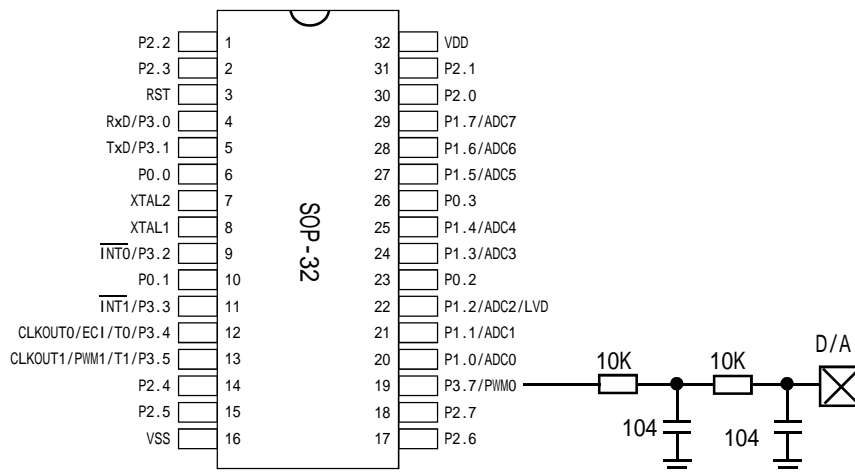 P2.2 1 32 VDD
P2.3 2 31 P2.1
RST 3 30 P2.0
RxD/P3.0 4 29 P1.7/ADC7
TxD/P3.1 5 28 P1.6/ADC6
P0.0 6 27 P1.5/ADC5
XTAL2 7 26 P0.3
XTAL1 8 25 P1.4/ADC4
INT0/P3.2 9 24 P1.3/ADC3
P0.1 10 23 P0.2
INT1/P3.3 11 22 P1.2/ADC2/LVD
CLKOUT0/ECI/T0/P3.4 12 21 P1.1/ADC1
CLKOUT1/PWM1/T1/P3.5 13 20 P1.0/ADC0
P2.4 14 19 P3.7/PWM0
P2.5 15 18 P2.7
VSS 16 17 P2.6
SOP-32
10K 10K D/A
104 104